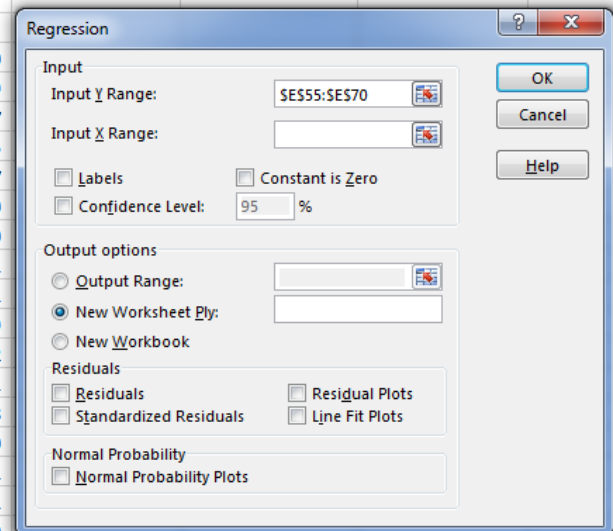 Regression
?
X
Input
Input Y Range:
$E$55:$E$70
Input X Range:
Labels
Constant is Zero
Confidence Level:
95 %
Output options
Output Range:
New Worksheet Ply:
New Workbook
Residuals
Residuals
Residual Plots
Standardized Residuals
Line Fit Plots
Normal Probability
Normal Probability Plots
OK
Cancel
Help